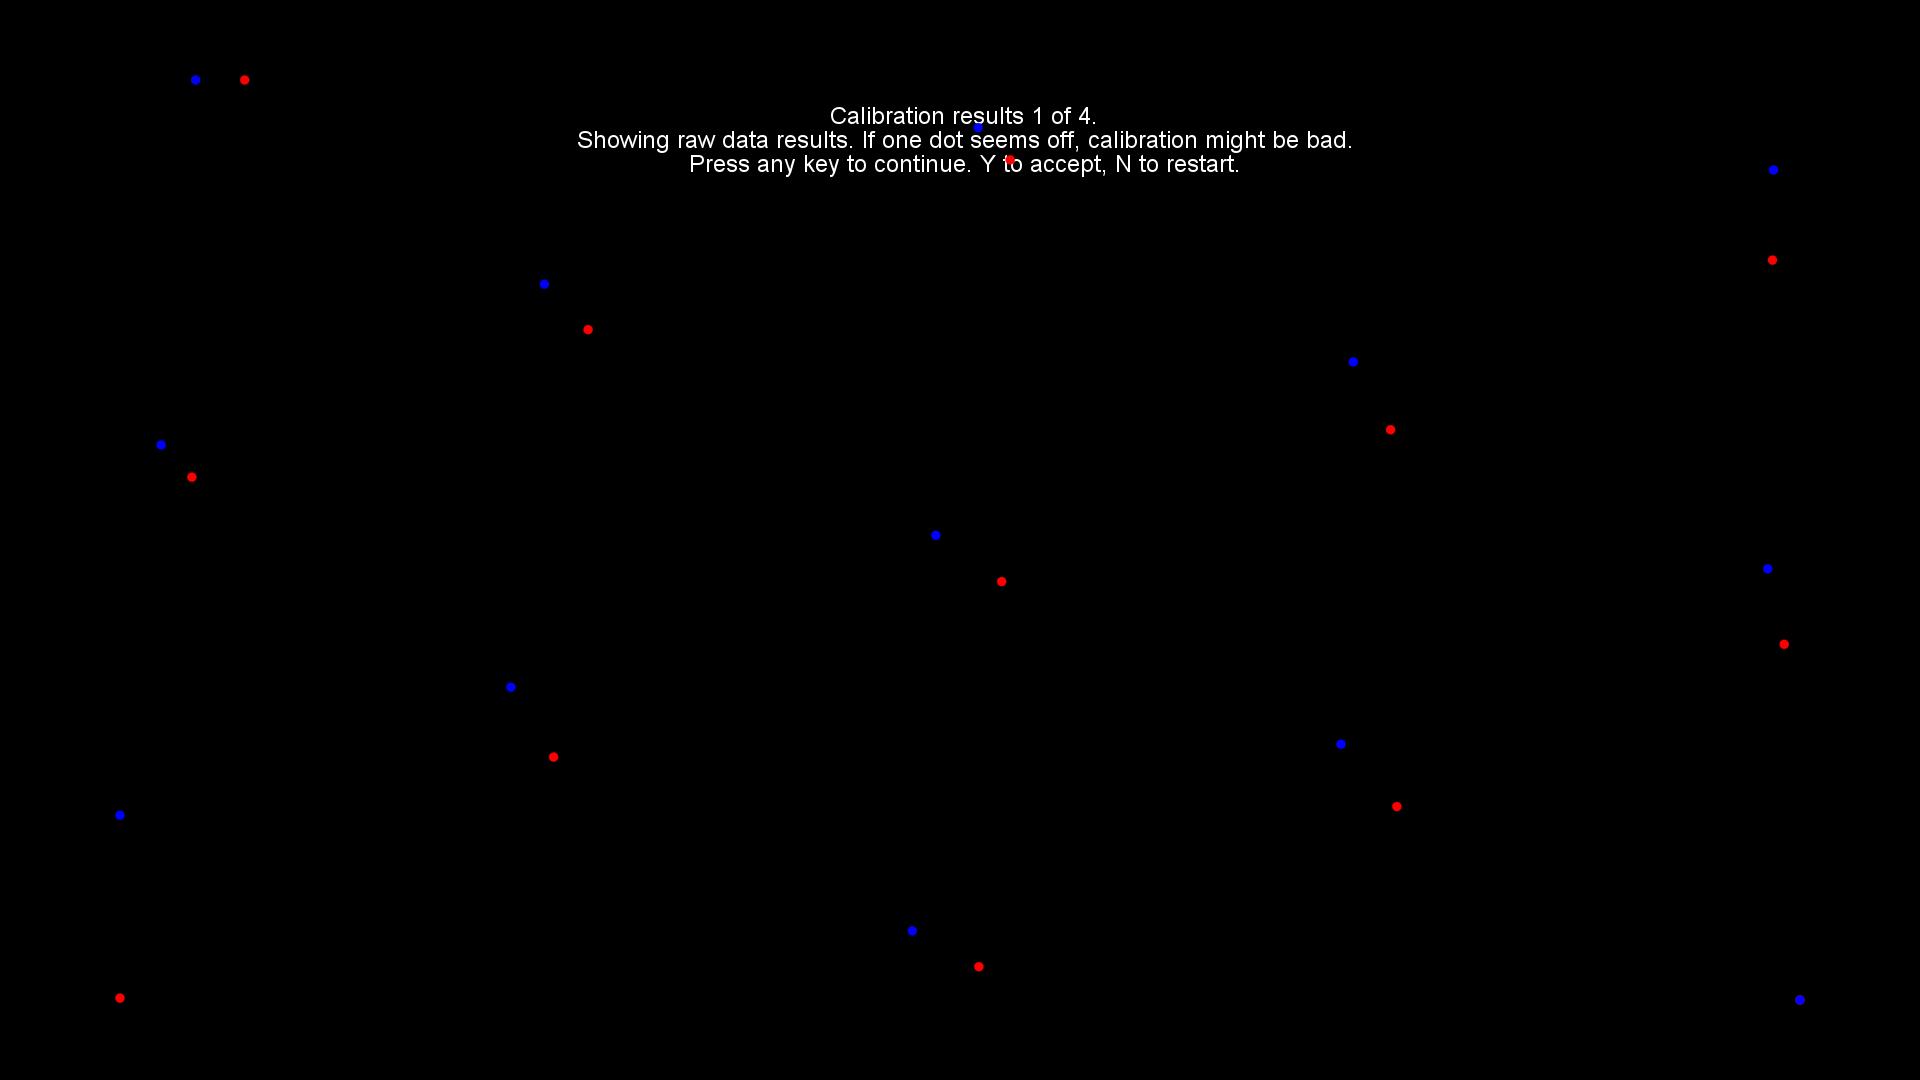 Calibration results 1 of 4.
Showing raw data results. If one dot seems off, calibration might be bad.
Press any key to continue. Y to accept, N to restart.